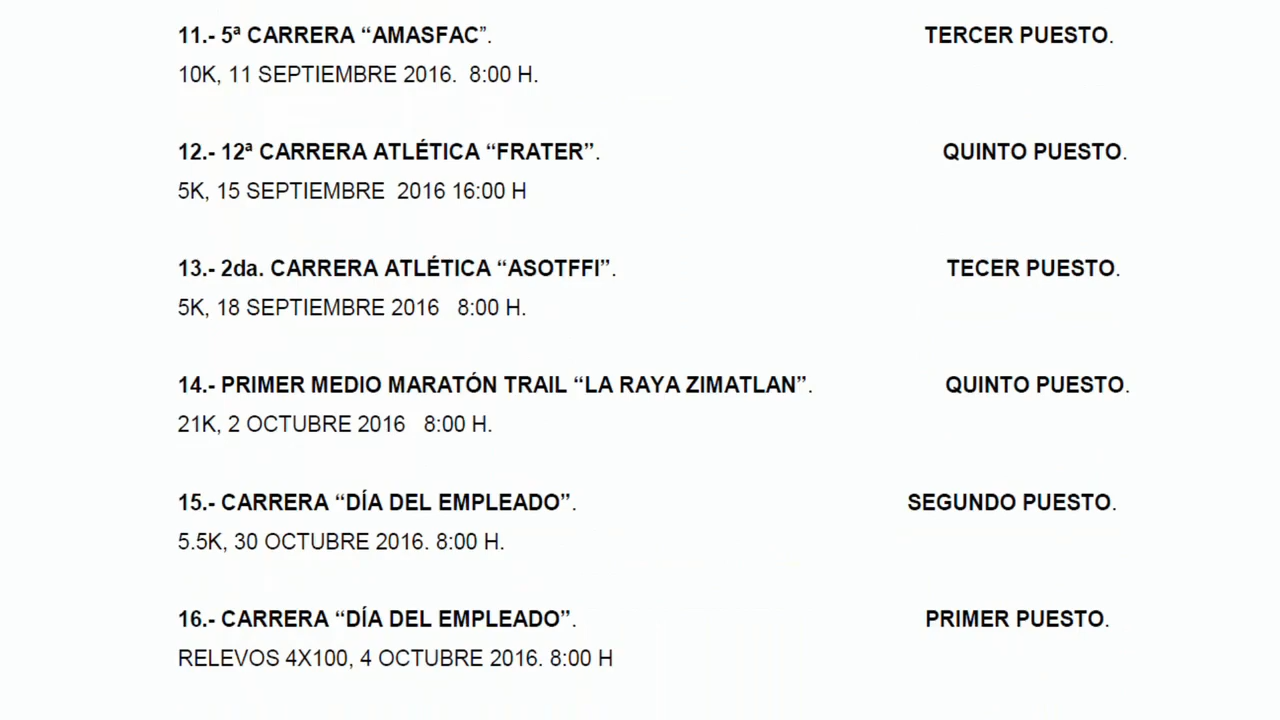 11.- 5ª CARRERA “AMASFAC”. TERCER PUESTO.
10K, 11 SEPTIEMBRE 2016.  8:00 H.
12.- 12ª CARRERA ATLÉTICA “FRATER”. QUINTO PUESTO.
5K, 15 SEPTIEMBRE  2016 16:00 H
13.- 2da. CARRERA ATLÉTICA “ASOTFFI”. TECER PUESTO.
5K, 18 SEPTIEMBRE 2016   8:00 H.
14.- PRIMER MEDIO MARATÓN TRAIL “LA RAYA ZIMATLAN”. QUINTO PUESTO.
21K, 2 OCTUBRE 2016   8:00 H.
15.- CARRERA “DÍA DEL EMPLEADO”. SEGUNDO PUESTO.
5.5K, 30 OCTUBRE 2016. 8:00 H.
16.- CARRERA “DÍA DEL EMPLEADO”. PRIMER PUESTO.
RELEVOS 4X100, 4 OCTUBRE 2016. 8:00 H